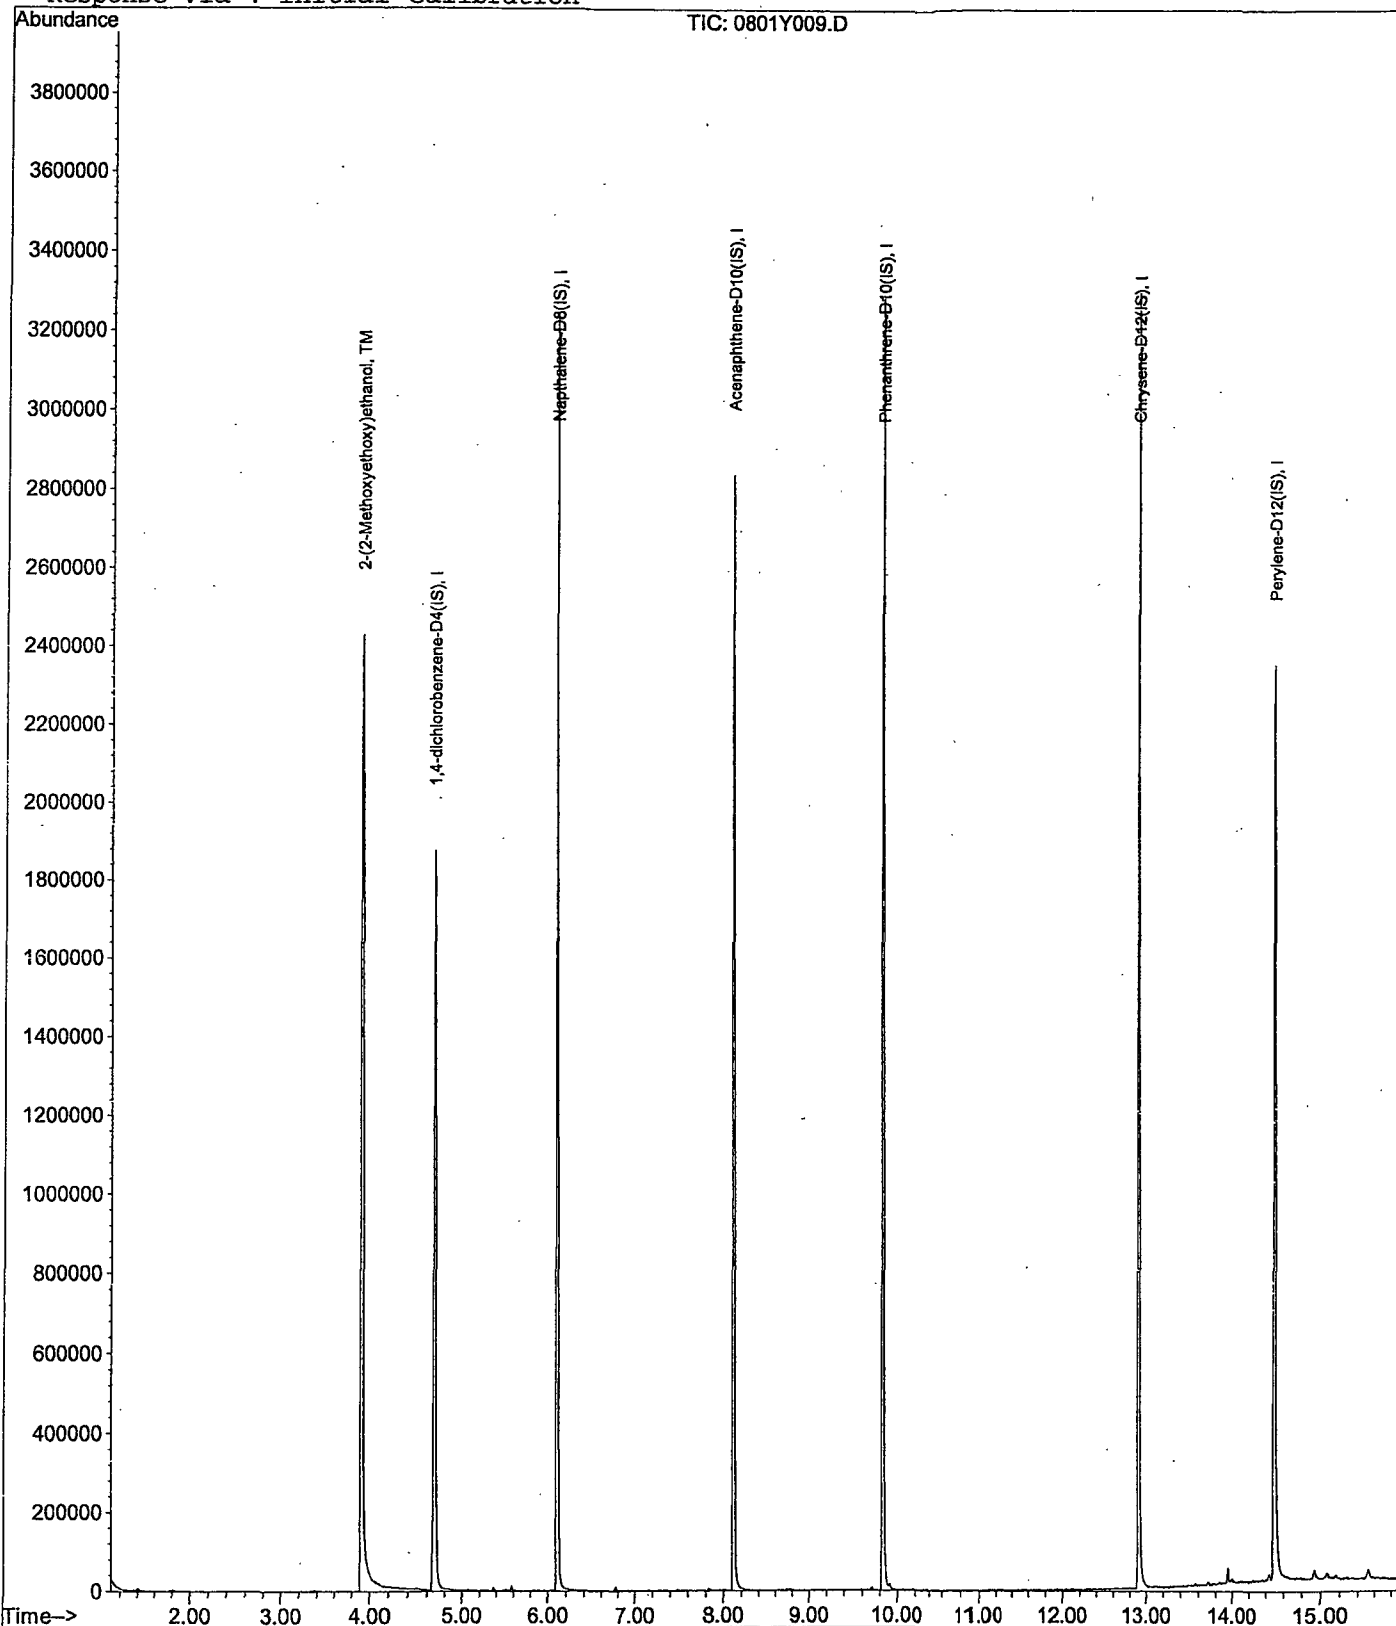 Response via : Initial Calibration
Abundance
TIC: 0801Y009.D
3800000
3600000
3400000
3200000
3000000
2800000
2600000
2400000
2200000
2000000
1800000
1600000
1400000
1200000
1000000
800000
600000
400000
200000
0
2-(2-Methoxyethoxy)ethanol, TM
1,4-dichlorobenzene-D4(IS), I
Napthalene-D8(IS), I
Acenaphthene-D10(IS), I
Phenanthrene-D10(IS), I
Chrysene-D12(IS), I
Perylene-D12(IS), I
Time--> 2.00 3.00 4.00 5.00 6.00 7.00 8.00 9.00 10.00 11.00 12.00 13.00 14.00 15.00